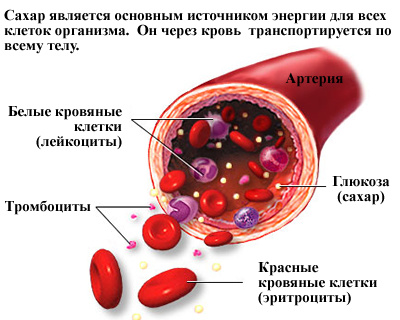 Сахар является основным источником энергии для всех
клеток организма. Он через кровь транспортируется по
всему телу.
Артерия
Белые кровяные
клетки
(лейкоциты)
Глюкоза
(сахар)
Тромбоциты
Красные
кровяные клетки
(эритроциты)